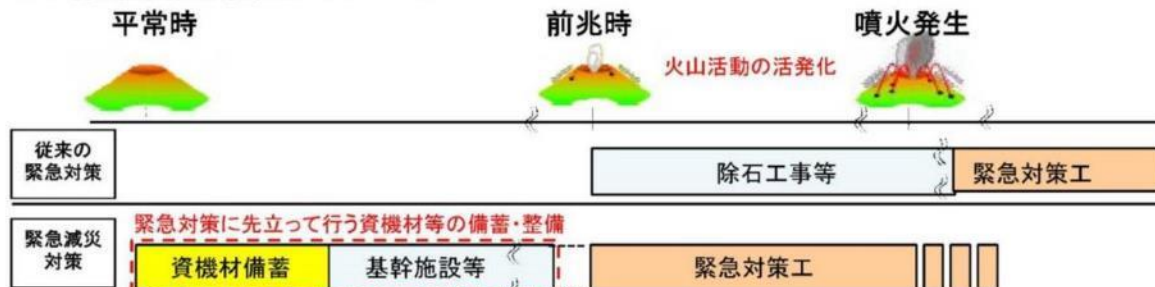 平常時
前兆時
噴火発生
火山活動の活発化
従来の
緊急対策
除石工事等
緊急対策工
緊急減災
対策
緊急対策に先立って行う資機材等の備蓄・整備
資機材備蓄
基幹施設等
緊急対策工